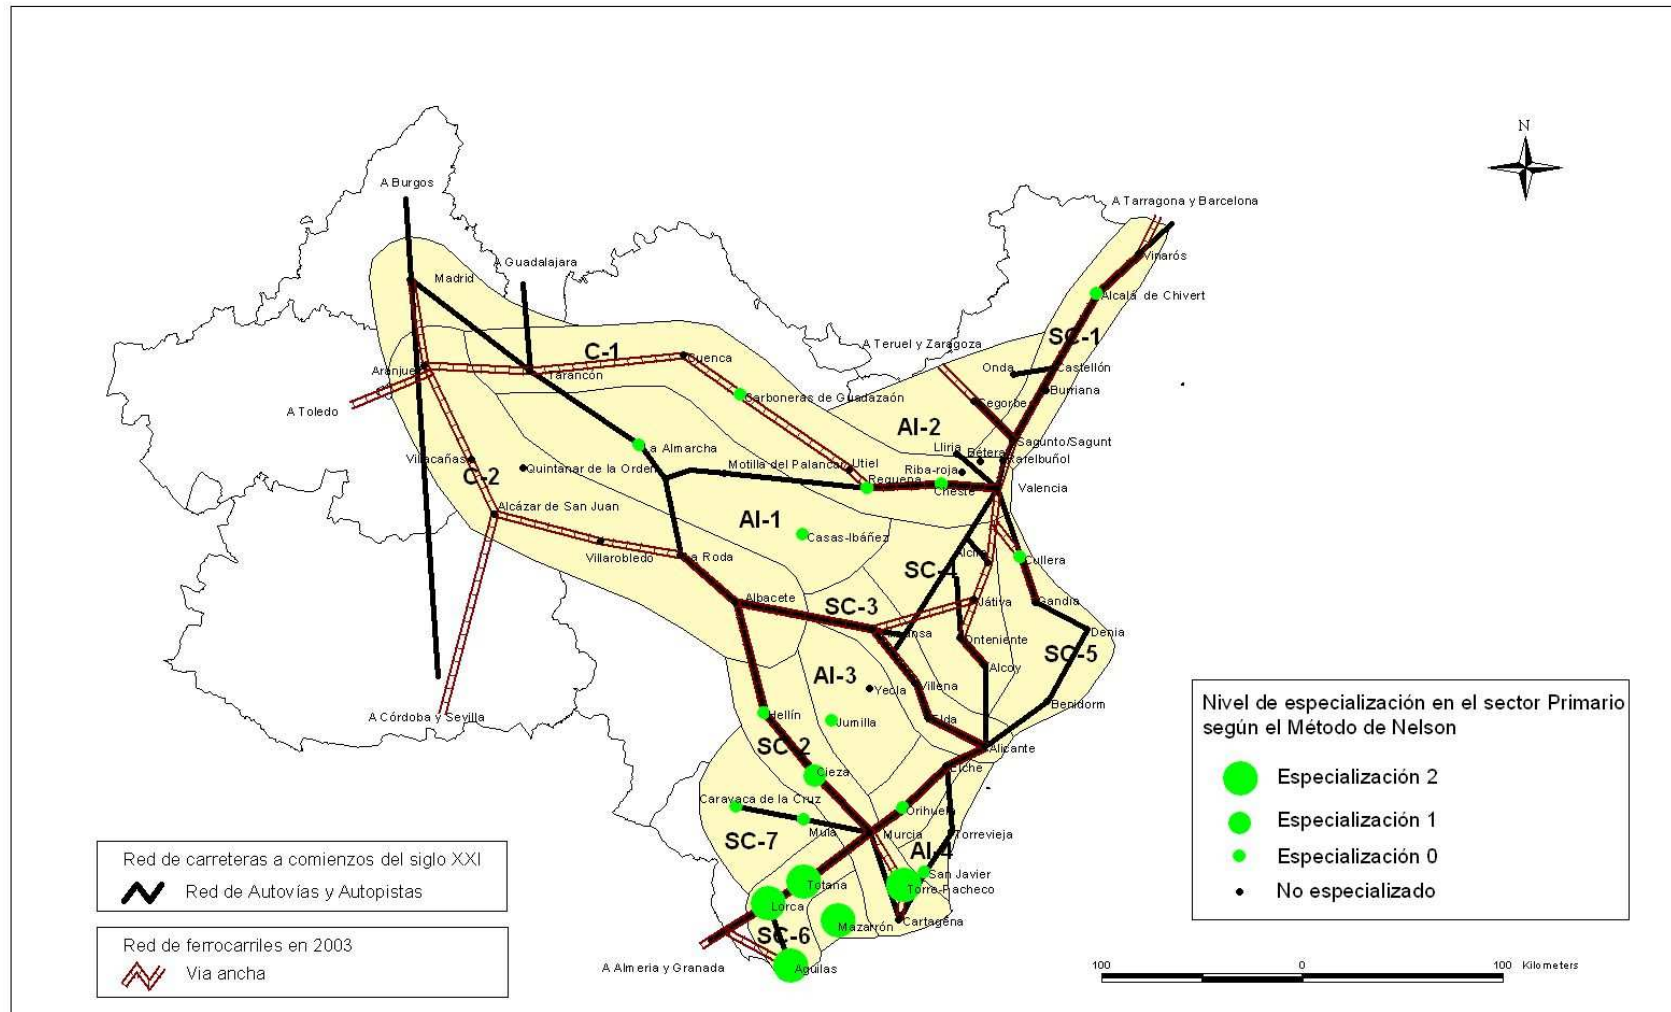 N
A Burgos
A Tarragona y Barcelona
A Guadalajara
Vinarós
Madrid
Alcalá de Chivert
SC-1
A Teruel y Zaragoza
C-1
Cuenca
Aranjuez
Tarancón
Onda
Castellón
Burriana
Carboneras de Guadazaón
A Toledo
Segorbe
AI-2
Sagunto/Sagunt
La Almarcha
Lliria
Bétera
Rafelbuñol
Villacañas
Quintanar de la Orden
Motilla del Palancar
Utiel
Riba-roja
C-2
Requena
Cheste
Valencia
Alcázar de San Juan
AI-1
Casas-Ibáñez
Villarobledo
La Roda
Alcira
Cullera
SC-4
Albacete
SC-3
Játiva
Gandia
Almansa
Onteniente
Denia
SC-5
AI-3
Alcoy
Yecla
Villena
Benidorm
A Córdoba y Sevilla
Hellín
Jumilla
Elda
SC-2
Alicante
Cieza
Elche
Caravaca de la Cruz
Orihuela
Mula
Murcia
Torrevieja
SC-7
AI-4
San Javier
Totana
Torre-Pacheco
Lorca
Mazarrón
Cartagena
SC-6
A Almeria y Granada
Aguilas
Red de carreteras a comienzos del siglo XXI
Red de Autovías y Autopistas
Red de ferrocarriles en 2003
Via ancha
Nivel de especialización en el sector Primario
según el Método de Nelson
Especialización 2
Especialización 1
Especialización 0
No especializado
100 0 100 Kilometers